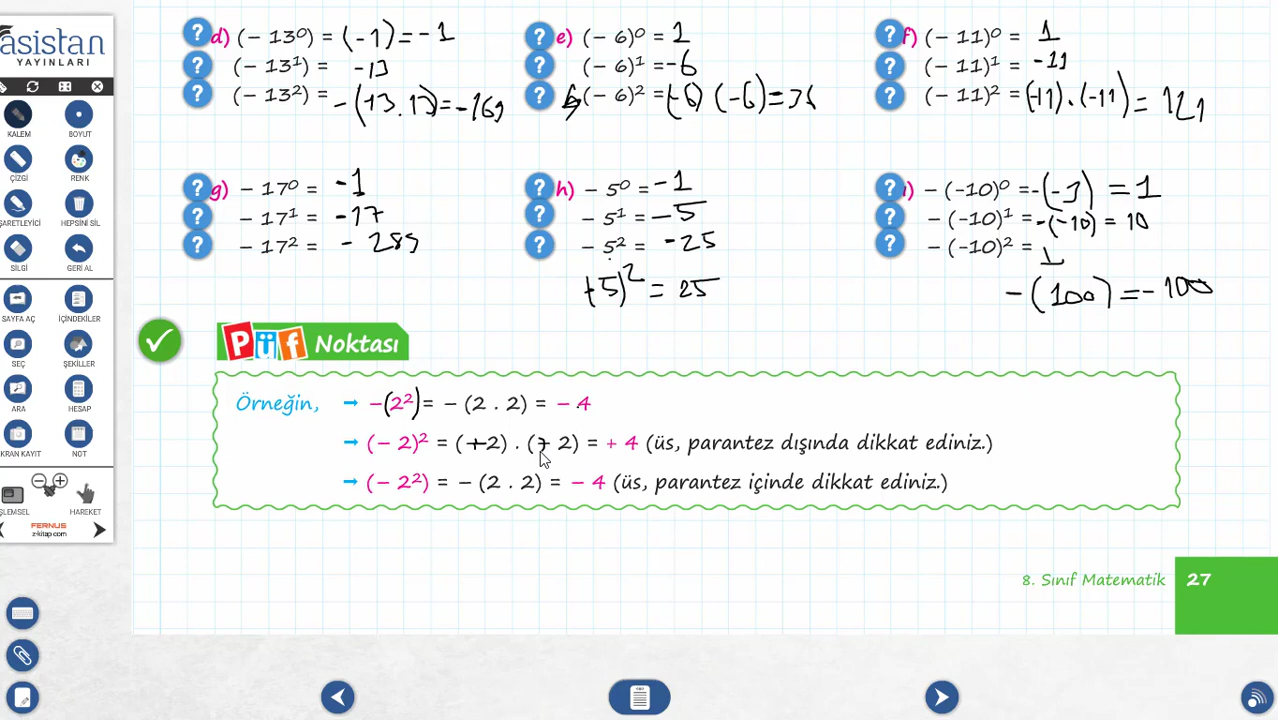 asistan
YAYINLARI
KALEM
BOYUT
ÇİZGİ
RENK
ŞARETLEYİCİ
HEPSİNİ SİL
SİLGİ
GERİ AL
SAYFA AÇ
İÇİNDEKİLER
SEÇ
ŞEKİLLER
ARA
HESAP
KRAN KAYIT
NOT
ŞLEMSEL
HAREKET
FERNUS
z-kitap.com
d) (- 13⁰) = (-1) = -1
(- 13¹) = -13
(- 13²) = -(13.13) = -169
e) (- 6)⁰ = 1
(- 6)¹ = -6
(- 6)² = (-6) (-6) = 36
f) (- 11)⁰ = 1
(- 11)¹ = -11
(- 11)² = (-11).(-11) = 121
g) - 17⁰ = -1
- 17¹ = -17
- 17² = - 289
h) - 5⁰ = -1
- 5¹ = -5
- 5² = -25
(-5)² = 25
ı) - (-10)⁰ = = 1
- (-10)¹ = -(-10) = 10
- (-10)² =
- (100) = - 100
Püf Noktası
Örneğin, → -(2²) = - (2 . 2) = - 4
→ (- 2)² = (- 2) . (- 2) = + 4 (üs, parantez dışında dikkat ediniz.)
→ (- 2²) = - (2 . 2) = - 4 (üs, parantez içinde dikkat ediniz.)
8. Sınıf Matematik 27